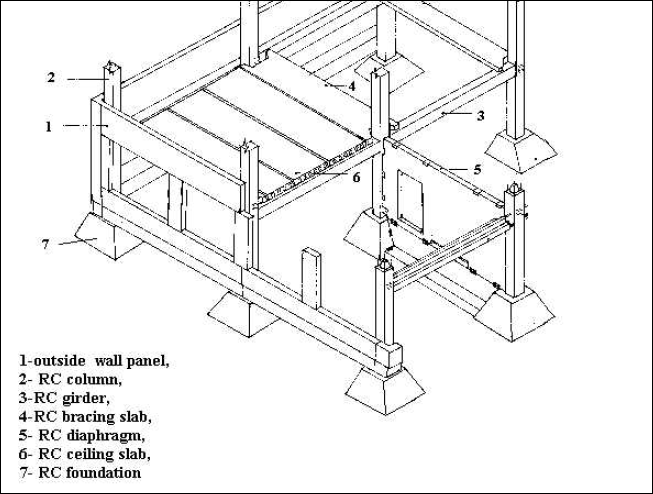 2
4
1
3
5
6
7
1-outside wall panel,
2- RC column,
3-RC girder,
4-RC bracing slab,
5- RC diaphragm,
6- RC ceiling slab,
7- RC foundation